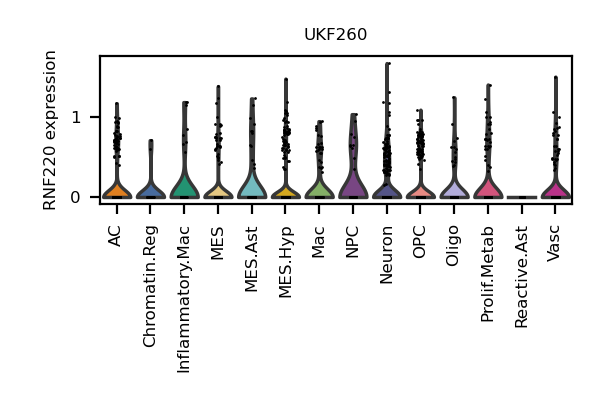 UKF260
RNF220 expression
1
0
AC
Chromatin.Reg
Inflammatory.Mac
MES
MES.Ast
MES.Hyp
Mac
NPC
Neuron
OPC
Oligo
Prolif.Metab
Reactive.Ast
Vasc